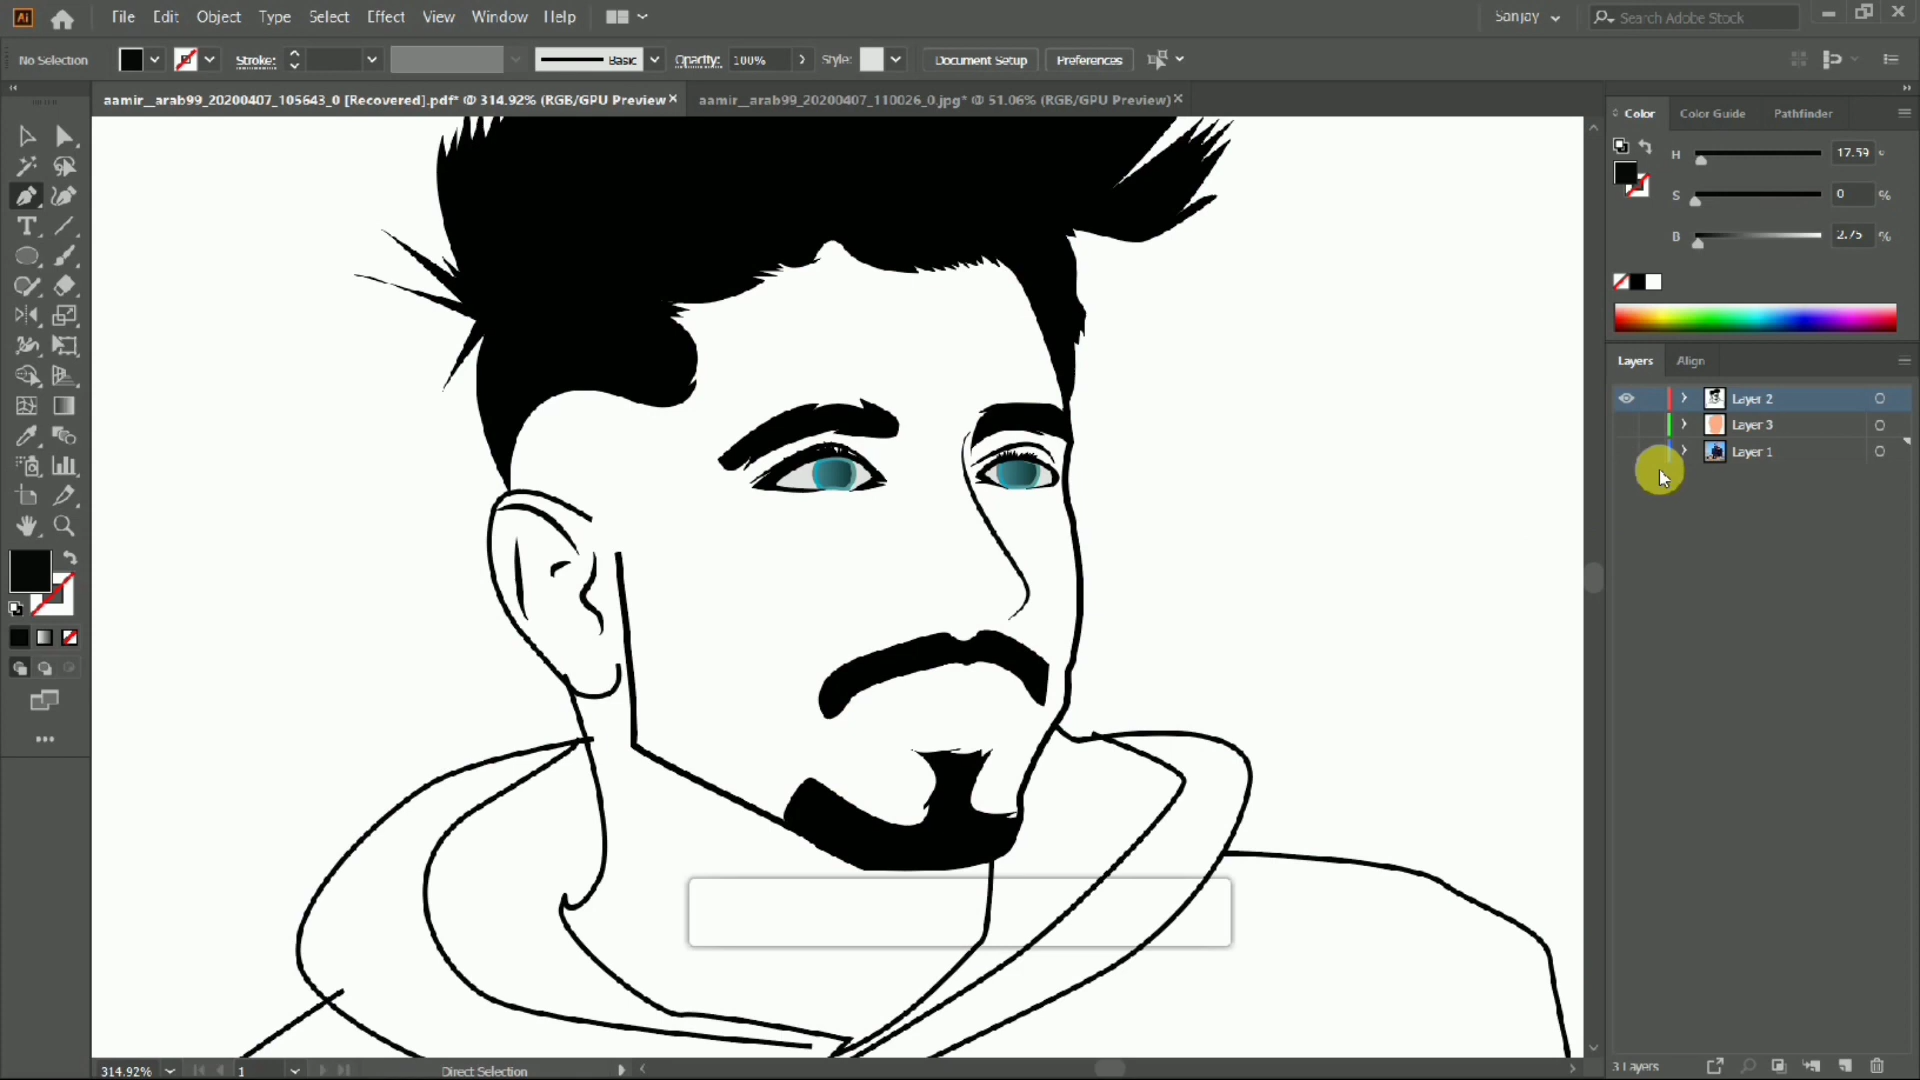 Ai File Edit Object Type Select Effect View Window Help Sanjay Search Adobe Stock
No Selection Stroke: Basic Opacity: 100% Style: Document Setup Preferences
aamir__arab99_20200407_105643_0 [Recovered].pdf* @ 314.92% (RGB/GPU Preview) aamir__arab99_20200407_110026_0.jpg* @ 51.06% (RGB/GPU Preview)
Color Color Guide Pathfinder
H 17.59 °
S 0 %
B 2.75 %
Layers Align
Layer 2
Layer 3
Layer 1
3 Layers
314.92% 1 Direct Selection